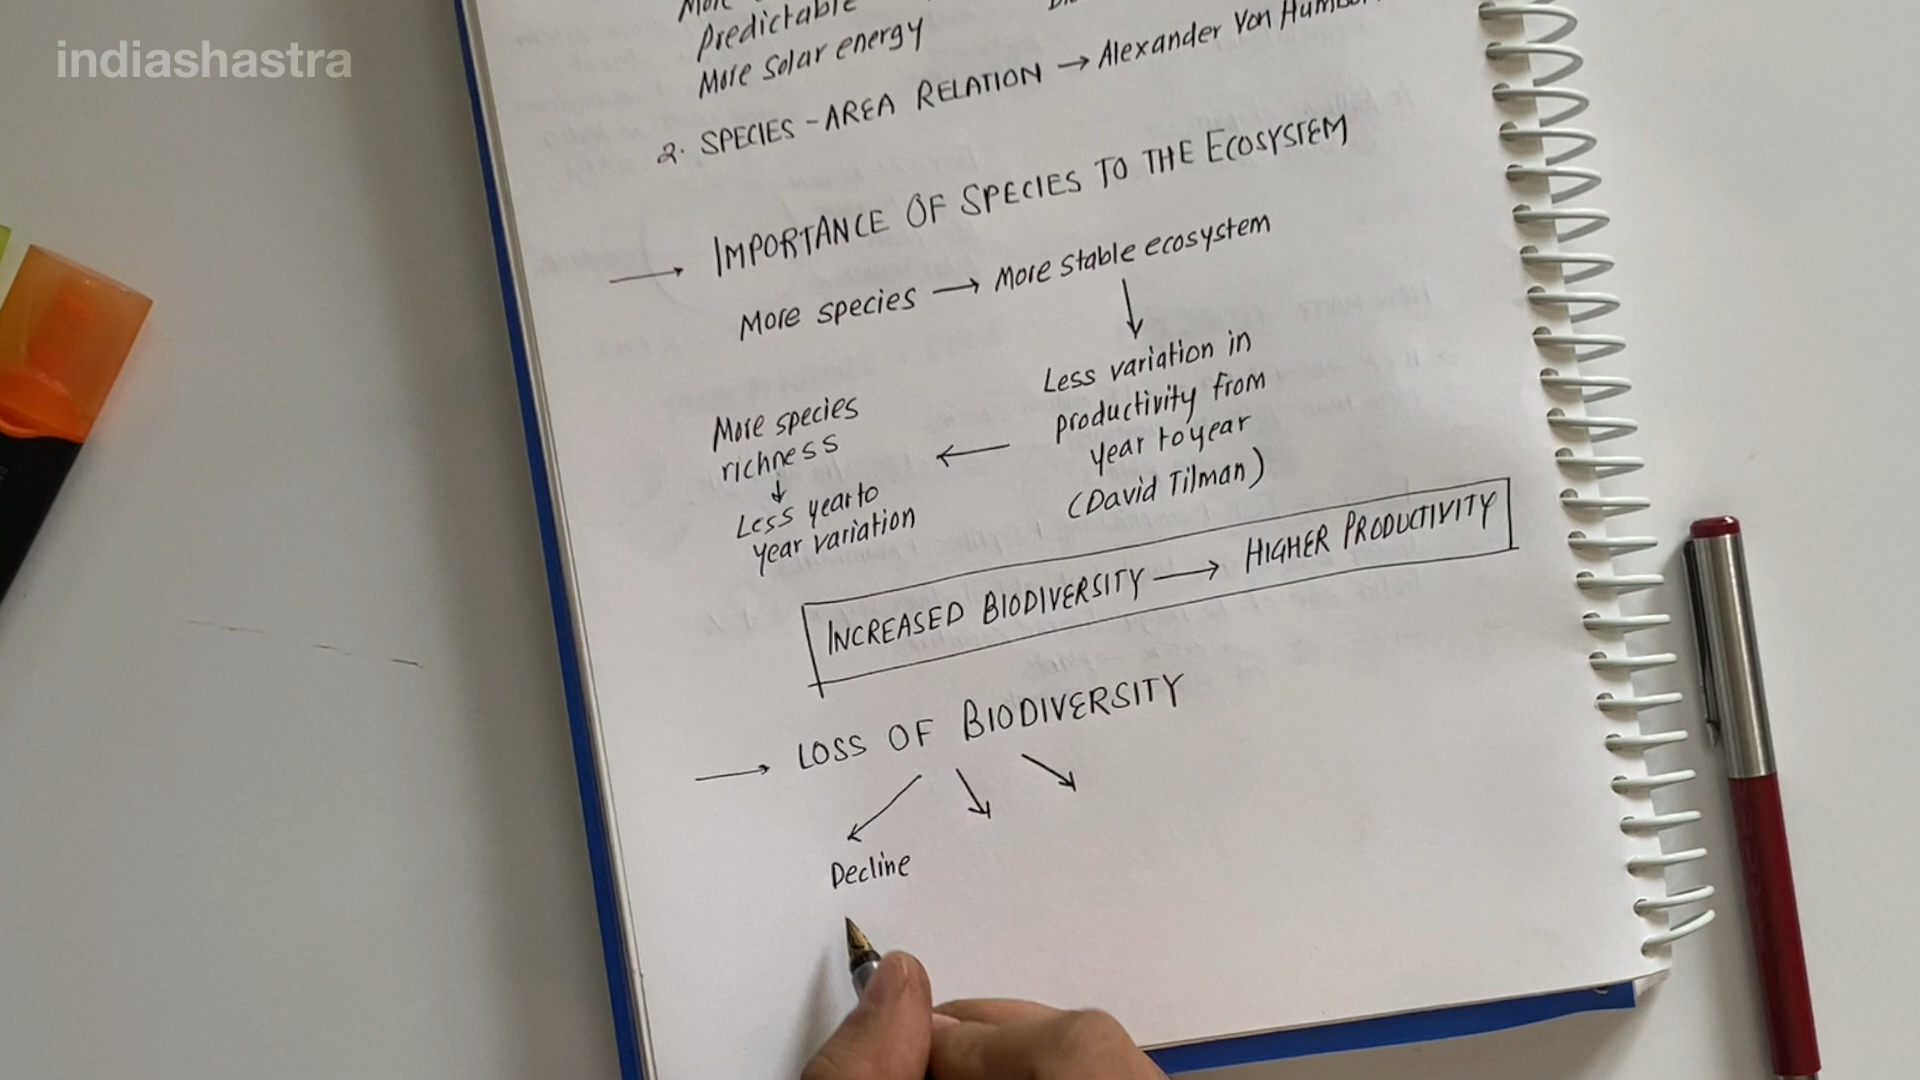 indiashastra
More
Predictable
More solar energy
2. SPECIES - AREA RELATION → Alexander Von
→ IMPORTANCE OF SPECIES TO THE ECOSYSTEM
More species → More stable ecosystem
↓
Less variation in
productivity from
year to year
(David Tilman)
←
More species
richness
↓
Less year to
year variation
INCREASED BIODIVERSITY → HIGHER PRODUCTIVITY
→ LOSS OF BIODIVERSITY
Decline